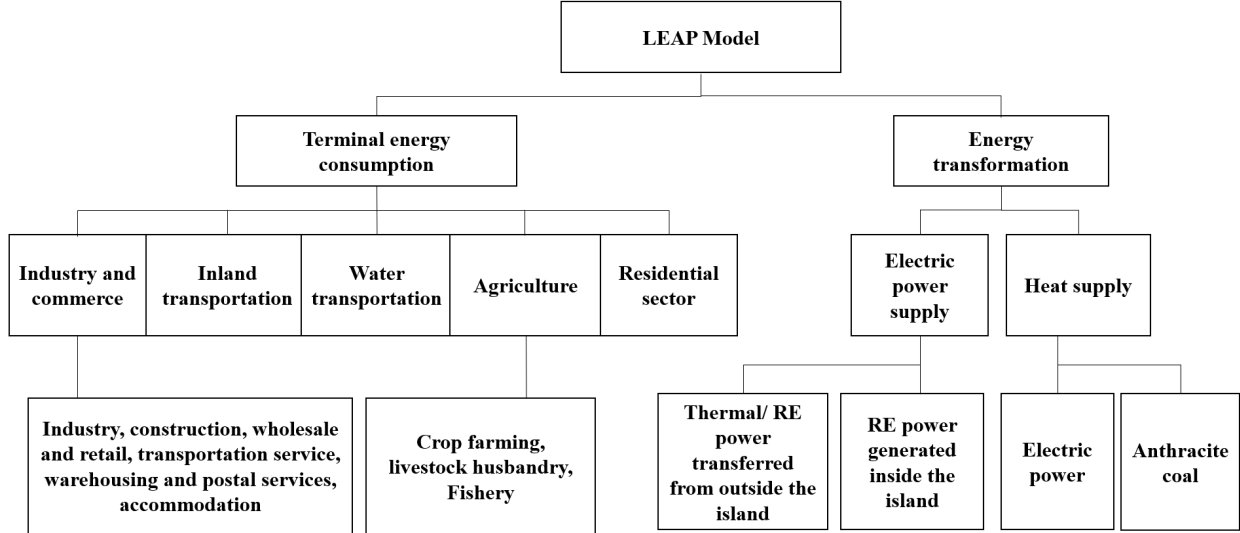 LEAP Model
Terminal energy
consumption
Energy
transformation
Industry and
commerce
Inland
transportation
Water
transportation
Agriculture
Residential
sector
Electric
power
supply
Heat supply
Industry, construction, wholesale
and retail, transportation service,
warehousing and postal services,
accommodation
Crop farming,
livestock husbandry,
Fishery
Thermal/ RE
power
transferred
from outside the
island
RE power
generated
inside the
island
Electric
power
Anthracite
coal